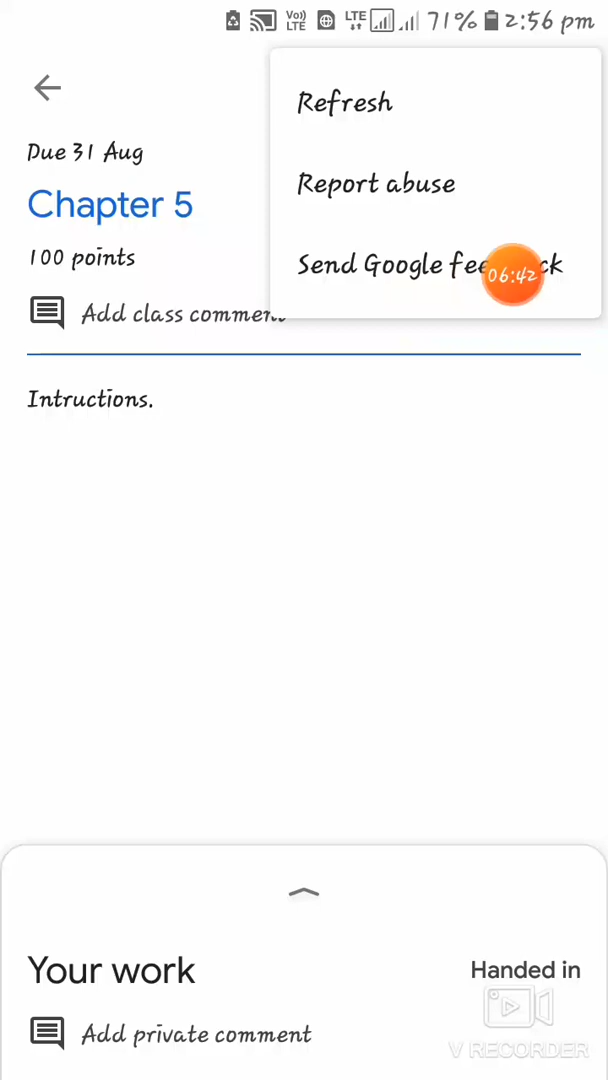 LTE 71% 2:56 pm
Refresh
Due 31 Aug
Report abuse
Chapter 5
100 points
Send Google fee ck
06:42
Add class comment
Intructions.
Your work
Handed in
Add private comment
V RECORDER